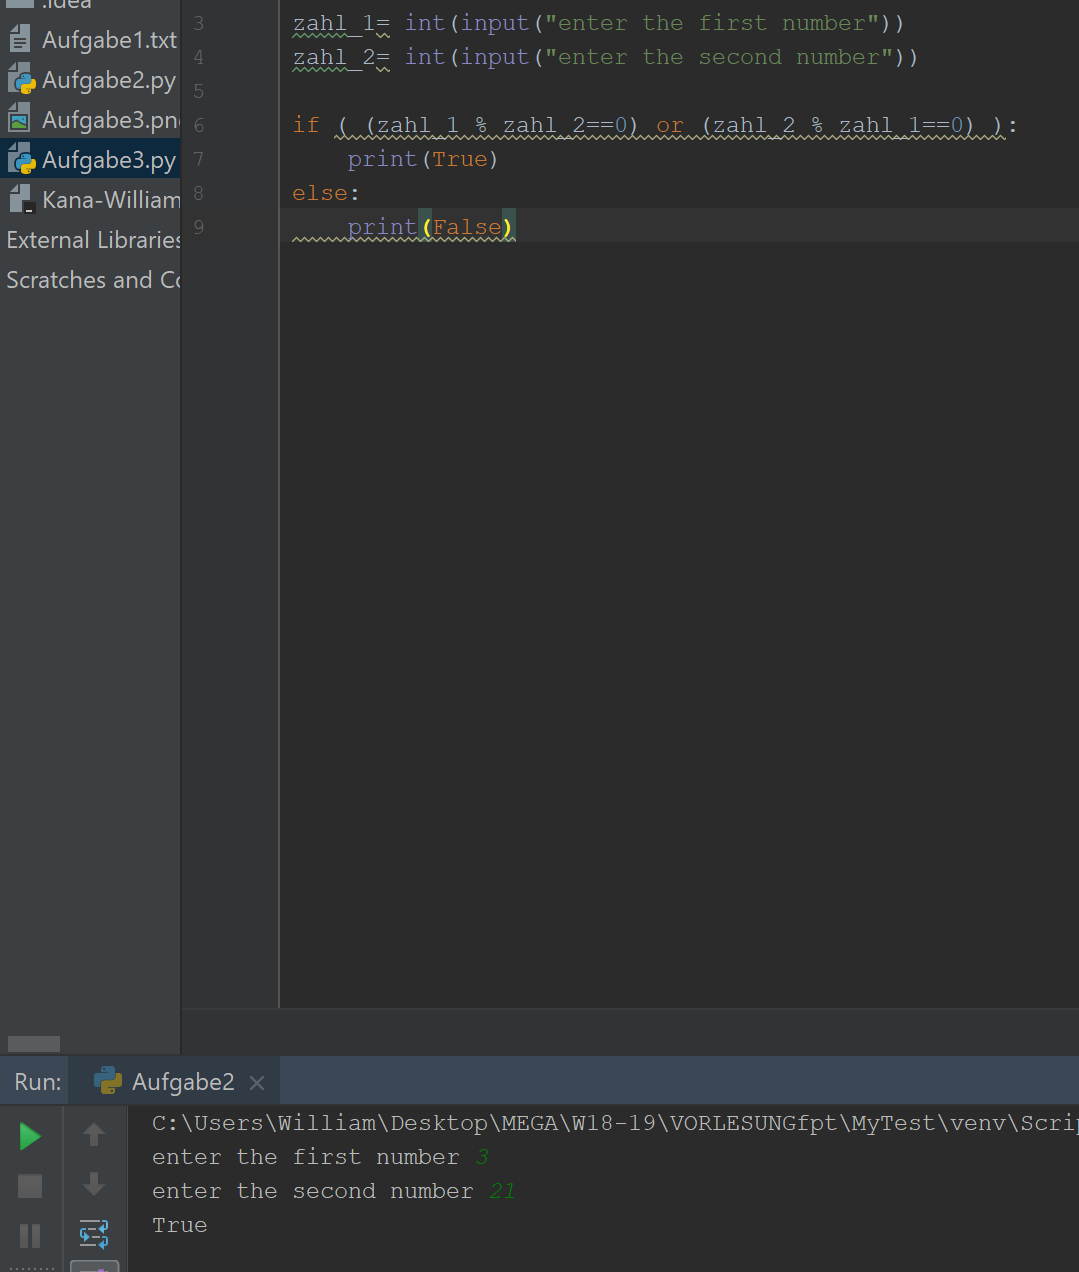 .idea
Aufgabe1.txt
Aufgabe2.py
Aufgabe3.pn
Aufgabe3.py
Kana-William
External Libraries
Scratches and Co
3 zahl_1= int(input("enter the first number"))
4 zahl_2= int(input("enter the second number"))
5
6 if ( (zahl_1 % zahl_2==0) or (zahl_2 % zahl_1==0) ):
7 print(True)
8 else:
9 print(False)
Run: Aufgabe2
C:\Users\William\Desktop\MEGA\W18-19\VORLESUNGfpt\MyTest\venv\Scrip
enter the first number 3
enter the second number 21
True